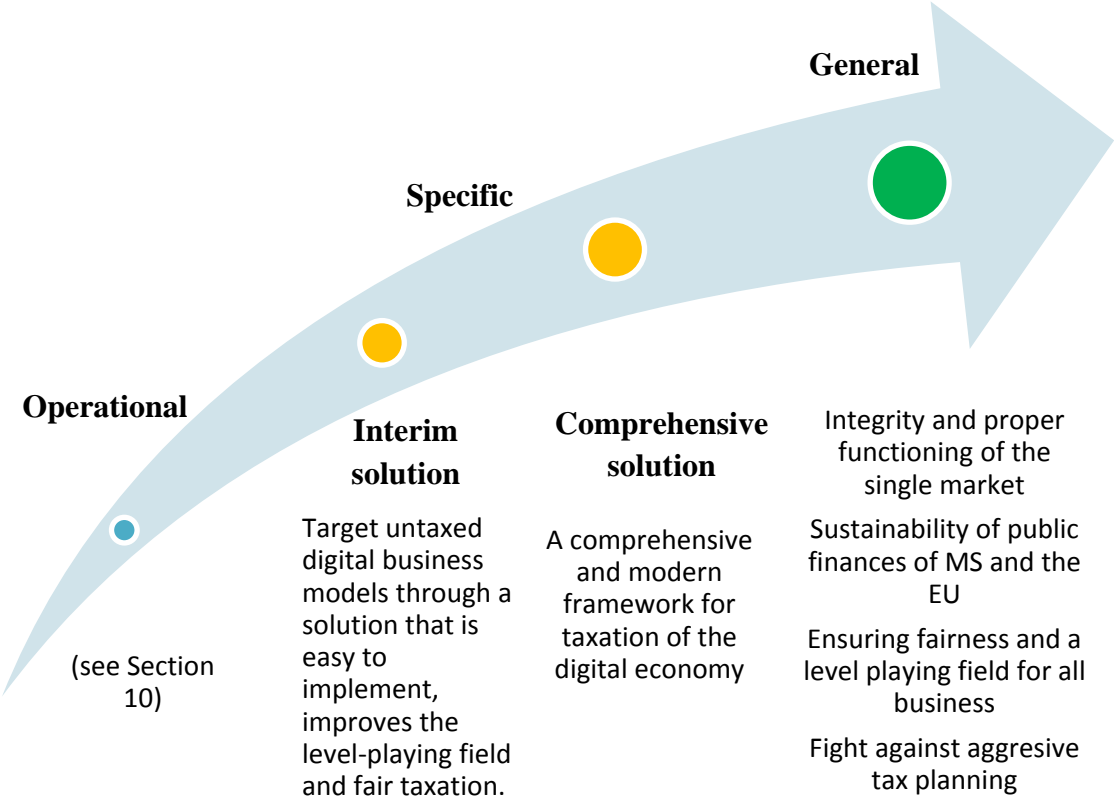 General
Specific
Operational
(see Section
10)
Interim
solution
Target untaxed
digital business
models through a
solution that is
easy to
implement,
improves the
level-playing field
and fair taxation.
Comprehensive
solution
A comprehensive
and modern
framework for
taxation of the
digital economy
Integrity and proper
functioning of the
single market
Sustainability of public
finances of MS and the
EU
Ensuring fairness and a
level playing field for all
business
Fight against aggresive
tax planning